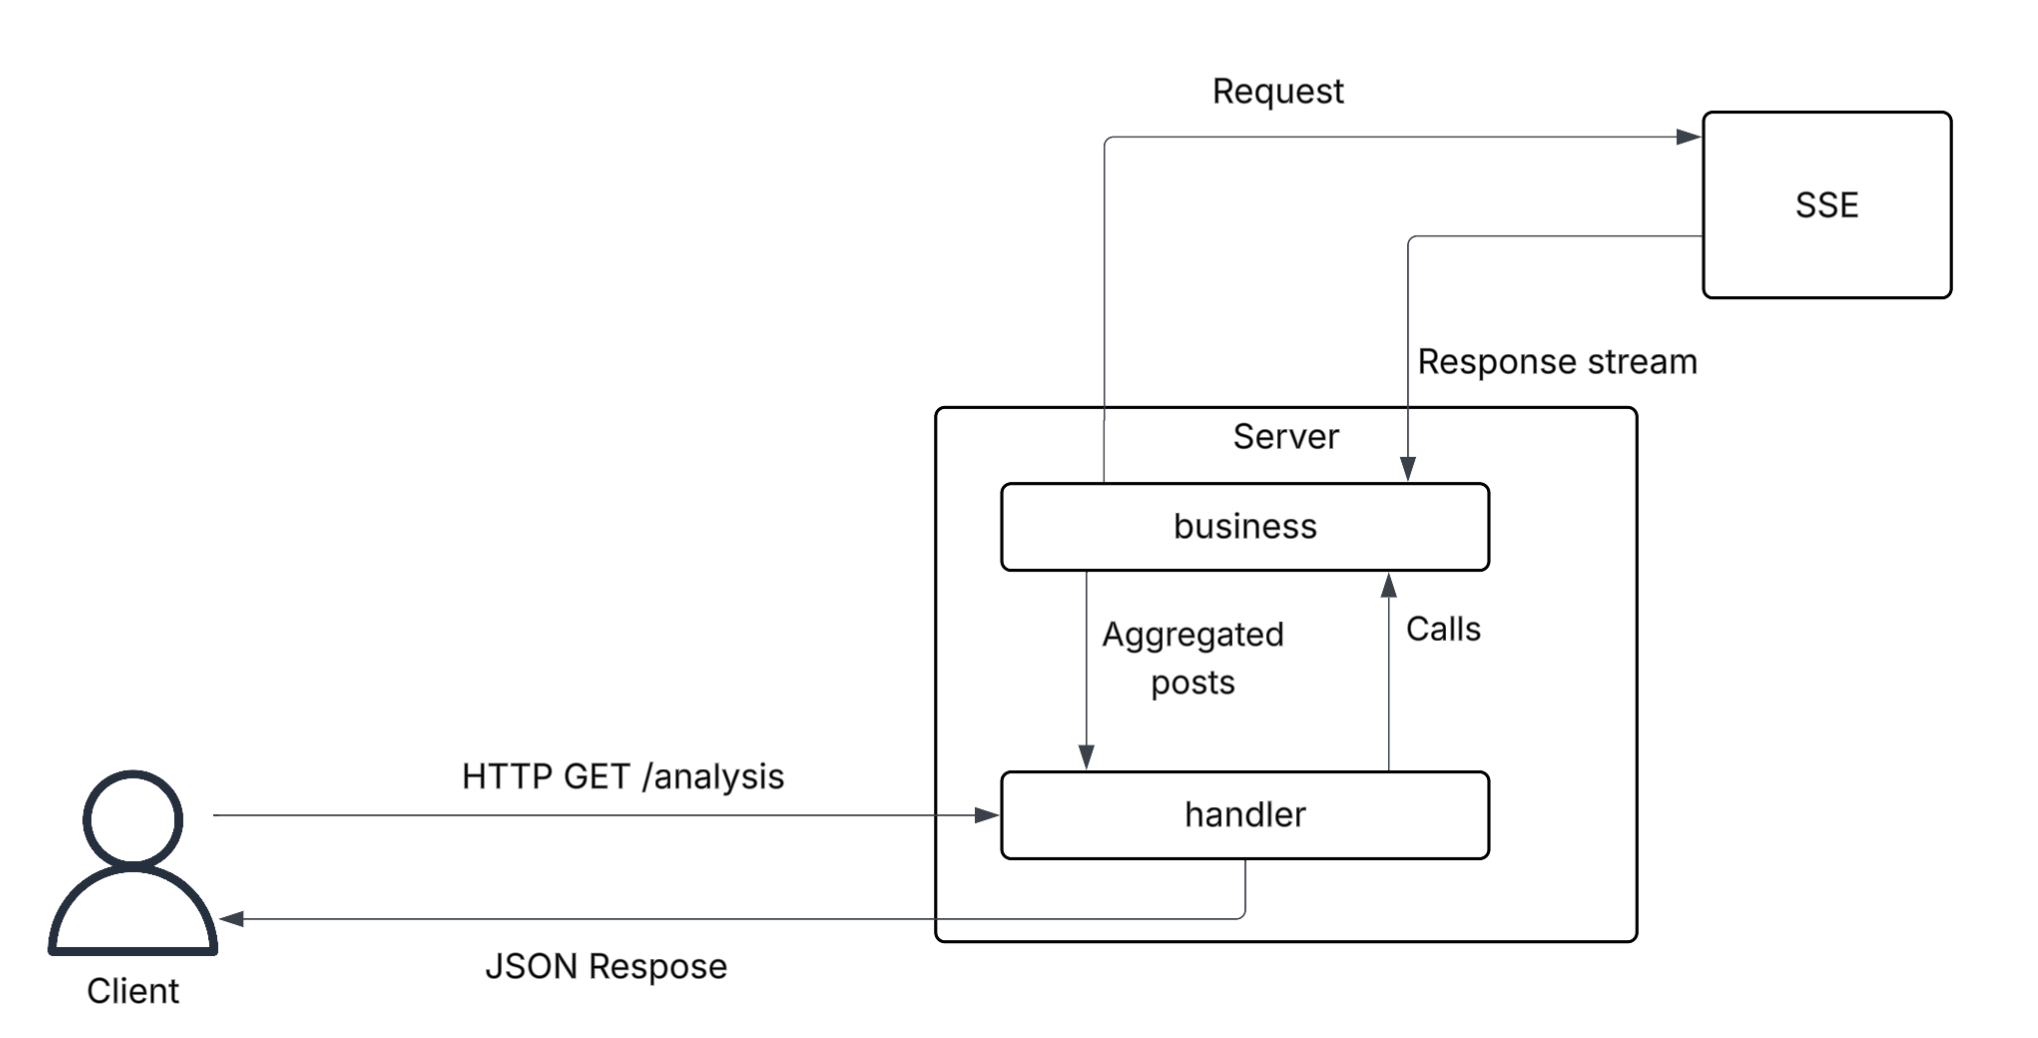 Request
SSE
Response stream
Server
business
Aggregated
posts
Calls
HTTP GET /analysis
handler
JSON Respose
Client